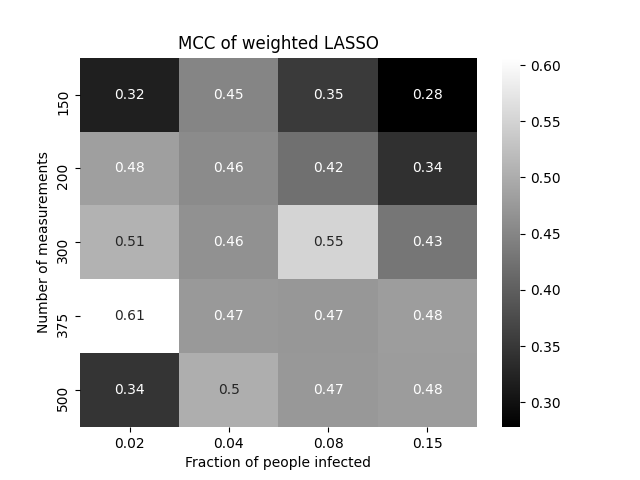 MCC of weighted LASSO
Number of measurements
150 0.32 0.45 0.35 0.28
200 0.48 0.46 0.42 0.34
300 0.51 0.46 0.55 0.43
375 0.61 0.47 0.47 0.48
500 0.34 0.5 0.47 0.48
0.02 0.04 0.08 0.15
Fraction of people infected
0.60
0.55
0.50
0.45
0.40
0.35
0.30